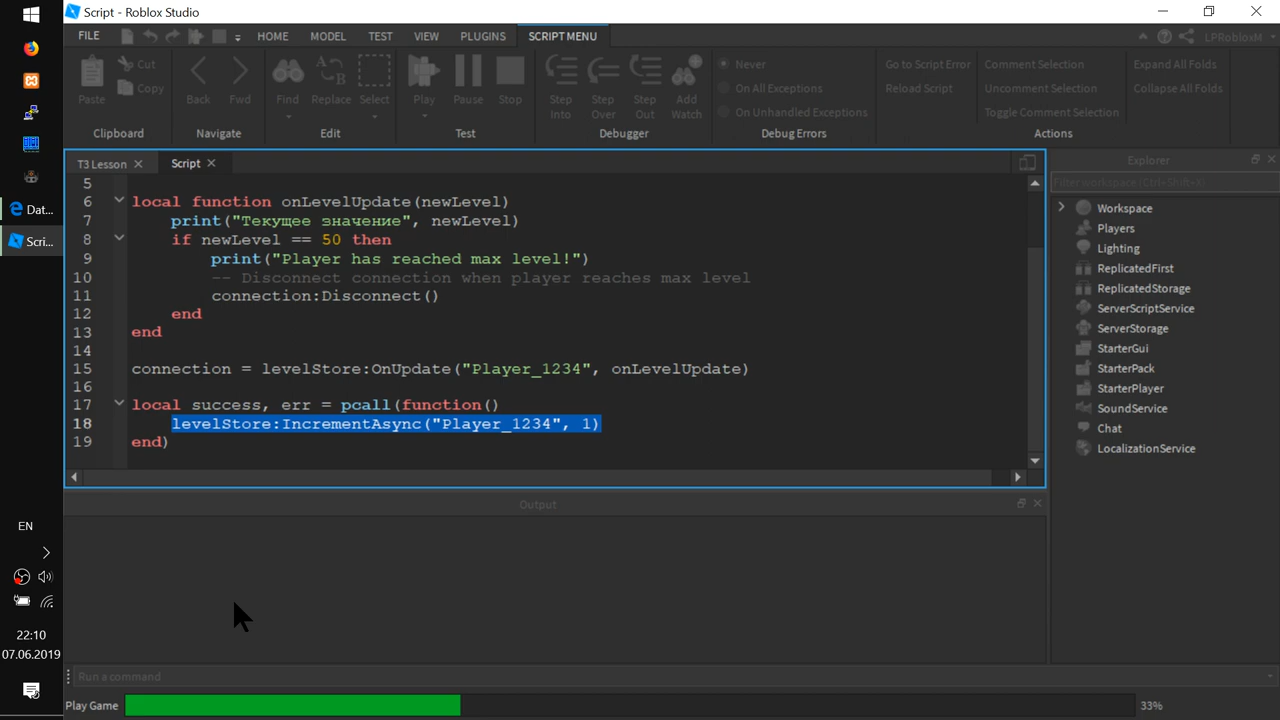 Script - Roblox Studio
FILE
HOME
MODEL
TEST
VIEW
PLUGINS
SCRIPT MENU
LPRobloxM
Paste
Cut
Copy
Clipboard
Back
Fwd
Navigate
Find
Replace
Select
Edit
Play
Pause
Stop
Test
Step Into
Step Over
Step Out
Add Watch
Debugger
Never
On All Exceptions
On Unhandled Exceptions
Debug Errors
Go to Script Error
Reload Script
Comment Selection
Uncomment Selection
Toggle Comment Selection
Expand All Folds
Collapse All Folds
Actions
T3 Lesson
Script
5
6 local function onLevelUpdate(newLevel)
7 print("Текущее значение", newLevel)
8 if newLevel == 50 then
9 print("Player has reached max level!")
10 -- Disconnect connection when player reaches max level
11 connection:Disconnect()
12 end
13 end
14
15 connection = levelStore:OnUpdate("Player_1234", onLevelUpdate)
16
17 local success, err = pcall(function()
18 levelStore:IncrementAsync("Player_1234", 1)
19 end)
Explorer
Filter workspace (Ctrl+Shift+X)
Workspace
Players
Lighting
ReplicatedFirst
ReplicatedStorage
ServerScriptService
ServerStorage
StarterGui
StarterPack
StarterPlayer
SoundService
Chat
LocalizationService
Output
Run a command
Play Game
33%
Dat...
Scri...
EN
22:10
07.06.2019